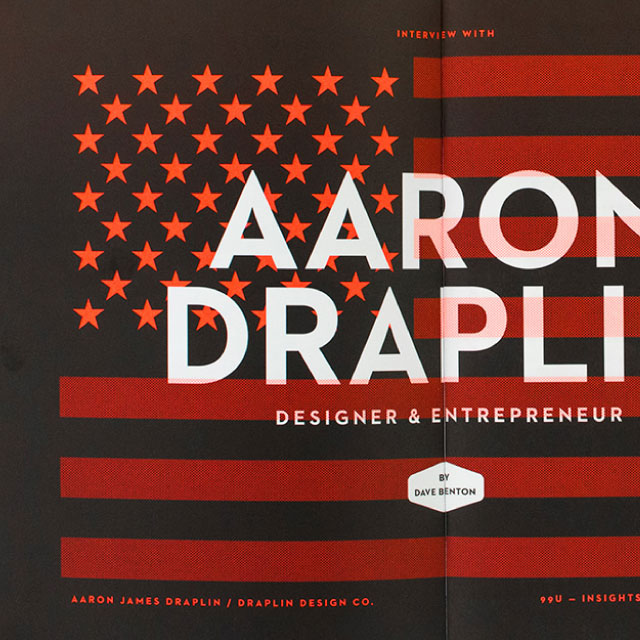 INTERVIEW WITH
AARON
DRAPLI
DESIGNER & ENTREPRENEUR
BY
DAVE BENTON
AARON JAMES DRAPLIN / DRAPLIN DESIGN CO.
99U — INSIGHTS